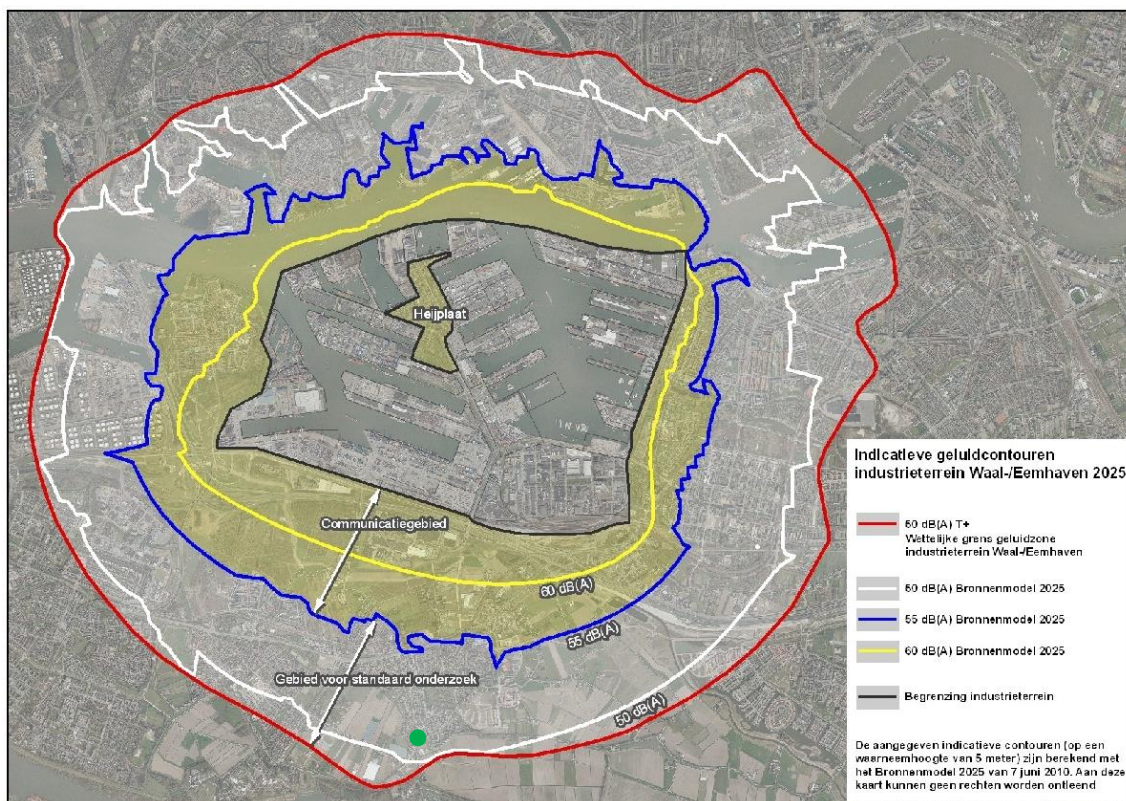 Heijplaat
Communicatiegebied
60 dB(A)
55 dB(A)
Gebied voor standaard onderzoek
50 dB(A)
Indicatieve geluidcontouren
industrieterrein Waal-/Eemhaven 2025
50 dB(A) T+
Wettelijke grens geluidzone
industrieterrein Waal-/Eemhaven
50 dB(A) Bronnenmodel 2025
55 dB(A) Bronnenmodel 2025
60 dB(A) Bronnenmodel 2025
Begrenzing industrieterrein
De aangegeven indicatieve contouren (op een
waarneemhoogte van 5 meter) zijn berekend met
het Bronnenmodel 2025 van 7 juni 2010. Aan deze
kaart kunnen geen rechten worden ontleend